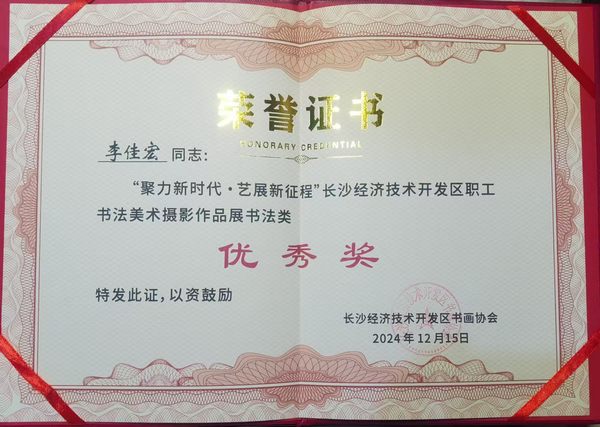 荣誉证书
HONORARY CREDENTIAL
李佳宏 同志：
“聚力新时代·艺展新征程”长沙经济技术开发区职工
书法美术摄影作品展书法类
优秀奖
特发此证，以资鼓励
长沙经济技术开发区书画协会
2024年12月15日